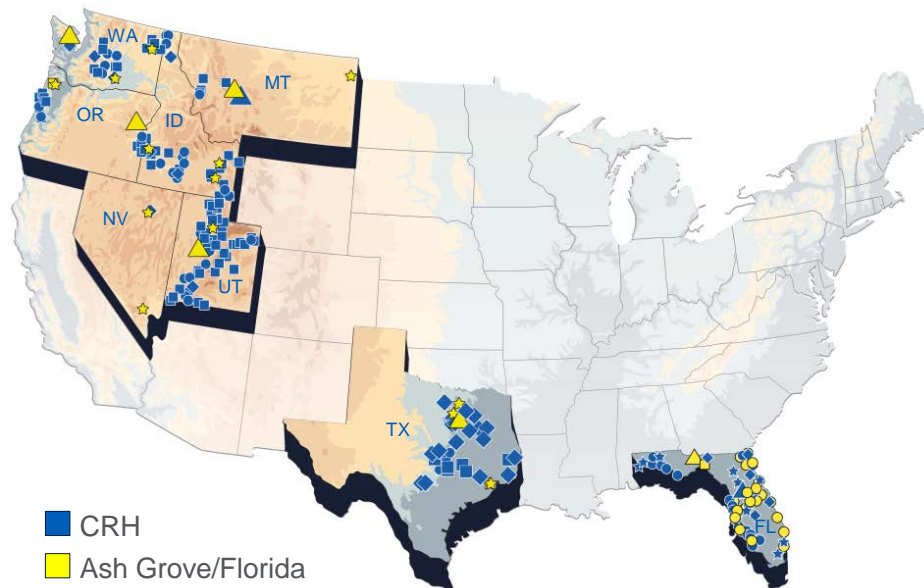 WA
MT
OR
ID
NV
UT
TX
FL
CRH
Ash Grove/Florida